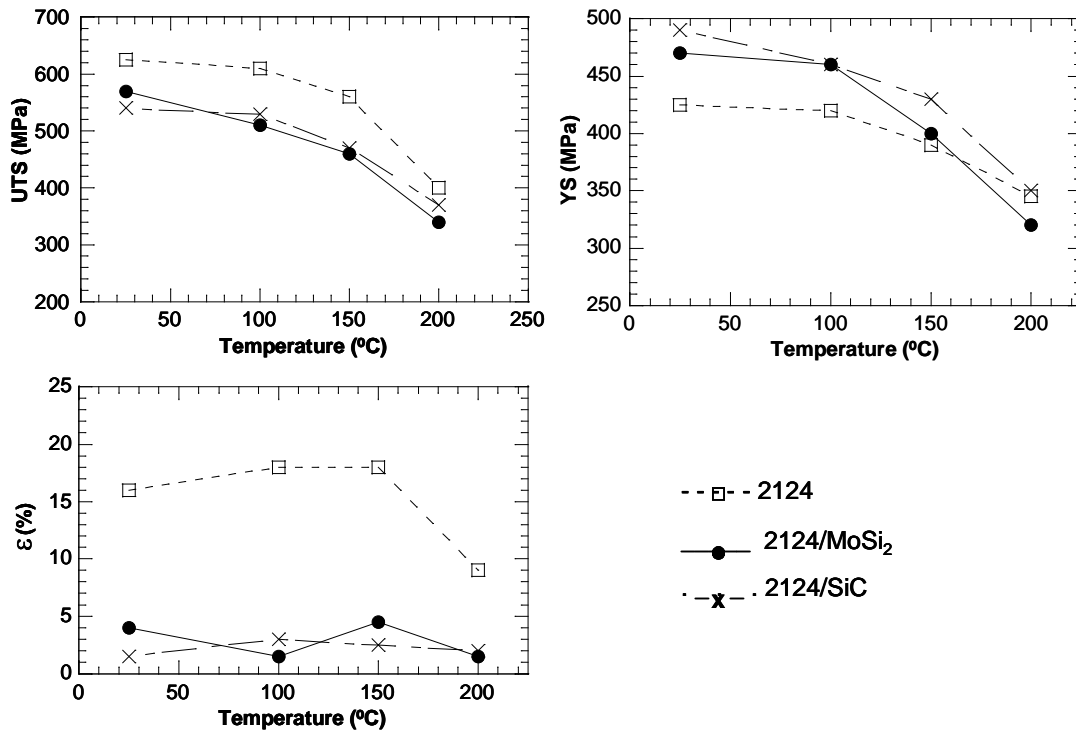 700
600
500
400
300
200
UTS (MPa)
0 50 100 150 200 250
Temperature (ºC)
500
450
400
350
300
250
YS (MPa)
0 50 100 150 200
Temperature (ºC)
25
20
15
10
5
0
ε (%)
0 50 100 150 200
Temperature (ºC)
2124
2124/MoSi₂
2124/SiC